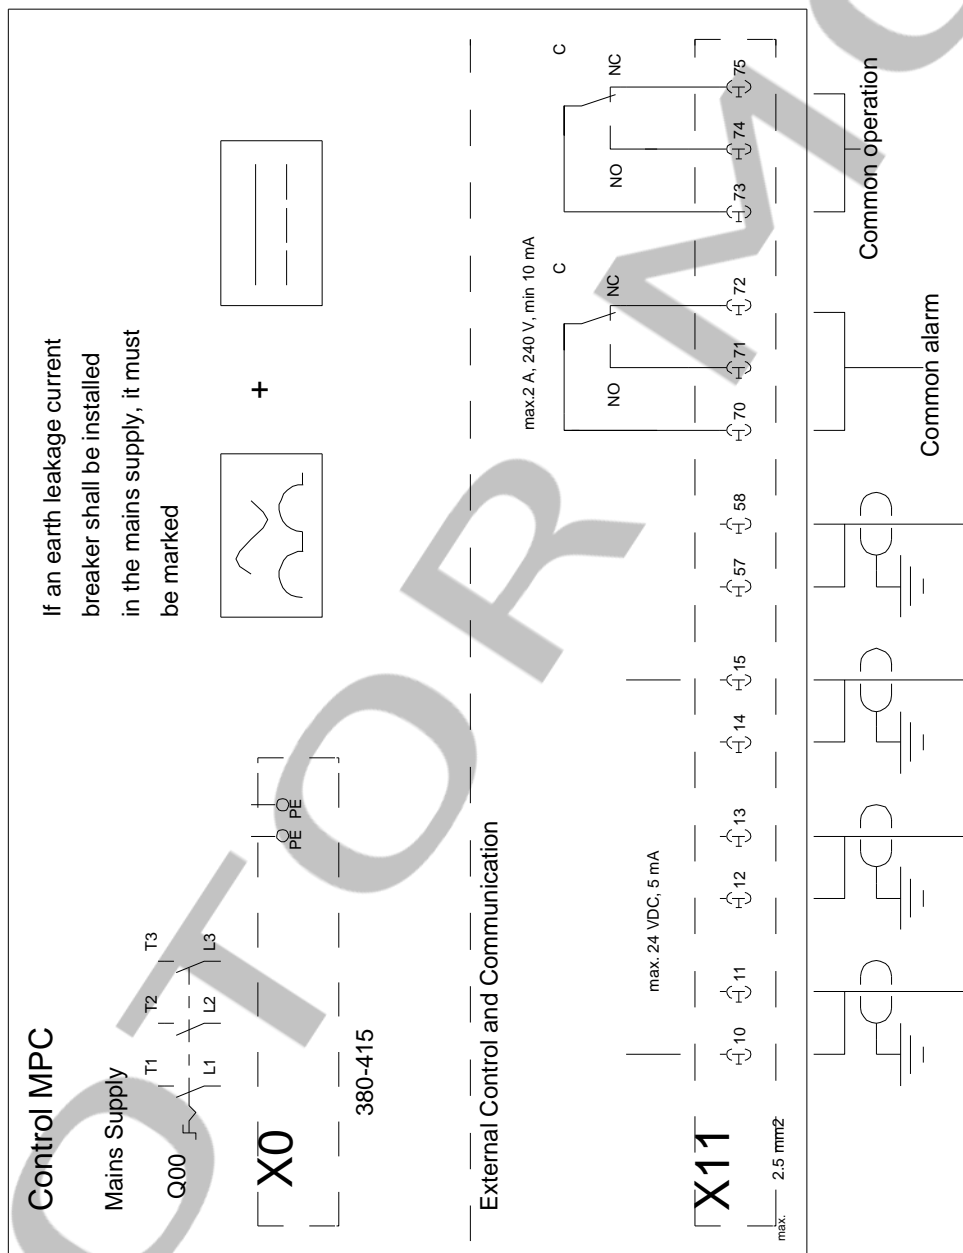 Control MPC
Mains Supply
Q00
T1
T2
T3
L1
L2
L3
X0
PE
PE
380-415
If an earth leakage current
breaker shall be installed
in the mains supply, it must
be marked
+
External Control and Communication
max. 24 VDC, 5 mA
max.2 A, 240 V, min 10 mA
C
NO
NC
C
NO
NC
X11
10
11
12
13
14
15
57
58
70
71
72
73
74
75
max.
2.5 mm2
Common alarm
Common operation
OTOR MO